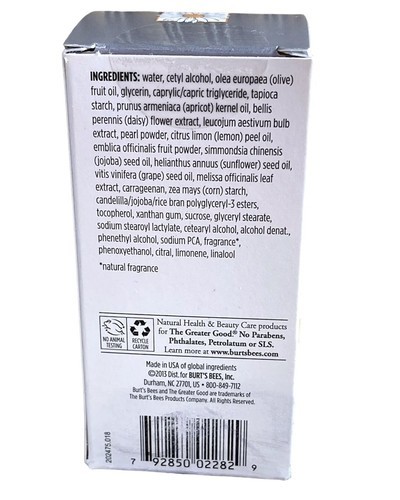 INGREDIENTS: water, cetyl alcohol, olea europaea (olive)
fruit oil, glycerin, caprylic/capric triglyceride, tapioca
starch, prunus armeniaca (apricot) kernel oil, bellis
perennis (daisy) flower extract, leucojum aestivum bulb
extract, pearl powder, citrus limon (lemon) peel oil,
emblica officinalis fruit powder, simmondsia chinensis
(jojoba) seed oil, helianthus annuus (sunflower) seed oil,
vitis vinifera (grape) seed oil, melissa officinalis leaf
extract, carrageenan, zea mays (corn) starch,
candelilla/jojoba/rice bran polyglyceryl-3 esters,
tocopherol, xanthan gum, sucrose, glyceryl stearate,
sodium stearoyl lactylate, cetearyl alcohol, alcohol denat.,
phenethyl alcohol, sodium PCA, fragrance*,
phenoxyethanol, citral, limonene, linalool
*natural fragrance
NO ANIMAL
TESTING
RECYCLE
CARTON
Natural Health & Beauty Care products
for The Greater Good.® No Parabens,
Phthalates, Petrolatum or SLS.
Learn more at www.burtsbees.com
Made in USA of global ingredients
©2013 Dist. for BURT'S BEES, Inc.
Durham, NC 27701, US • 800-849-7112
Burt's Bees and The Greater Good are trademarks of
The Burt's Bees Products Company. All Rights Reserved.
202475.018
7 92850 02282 9